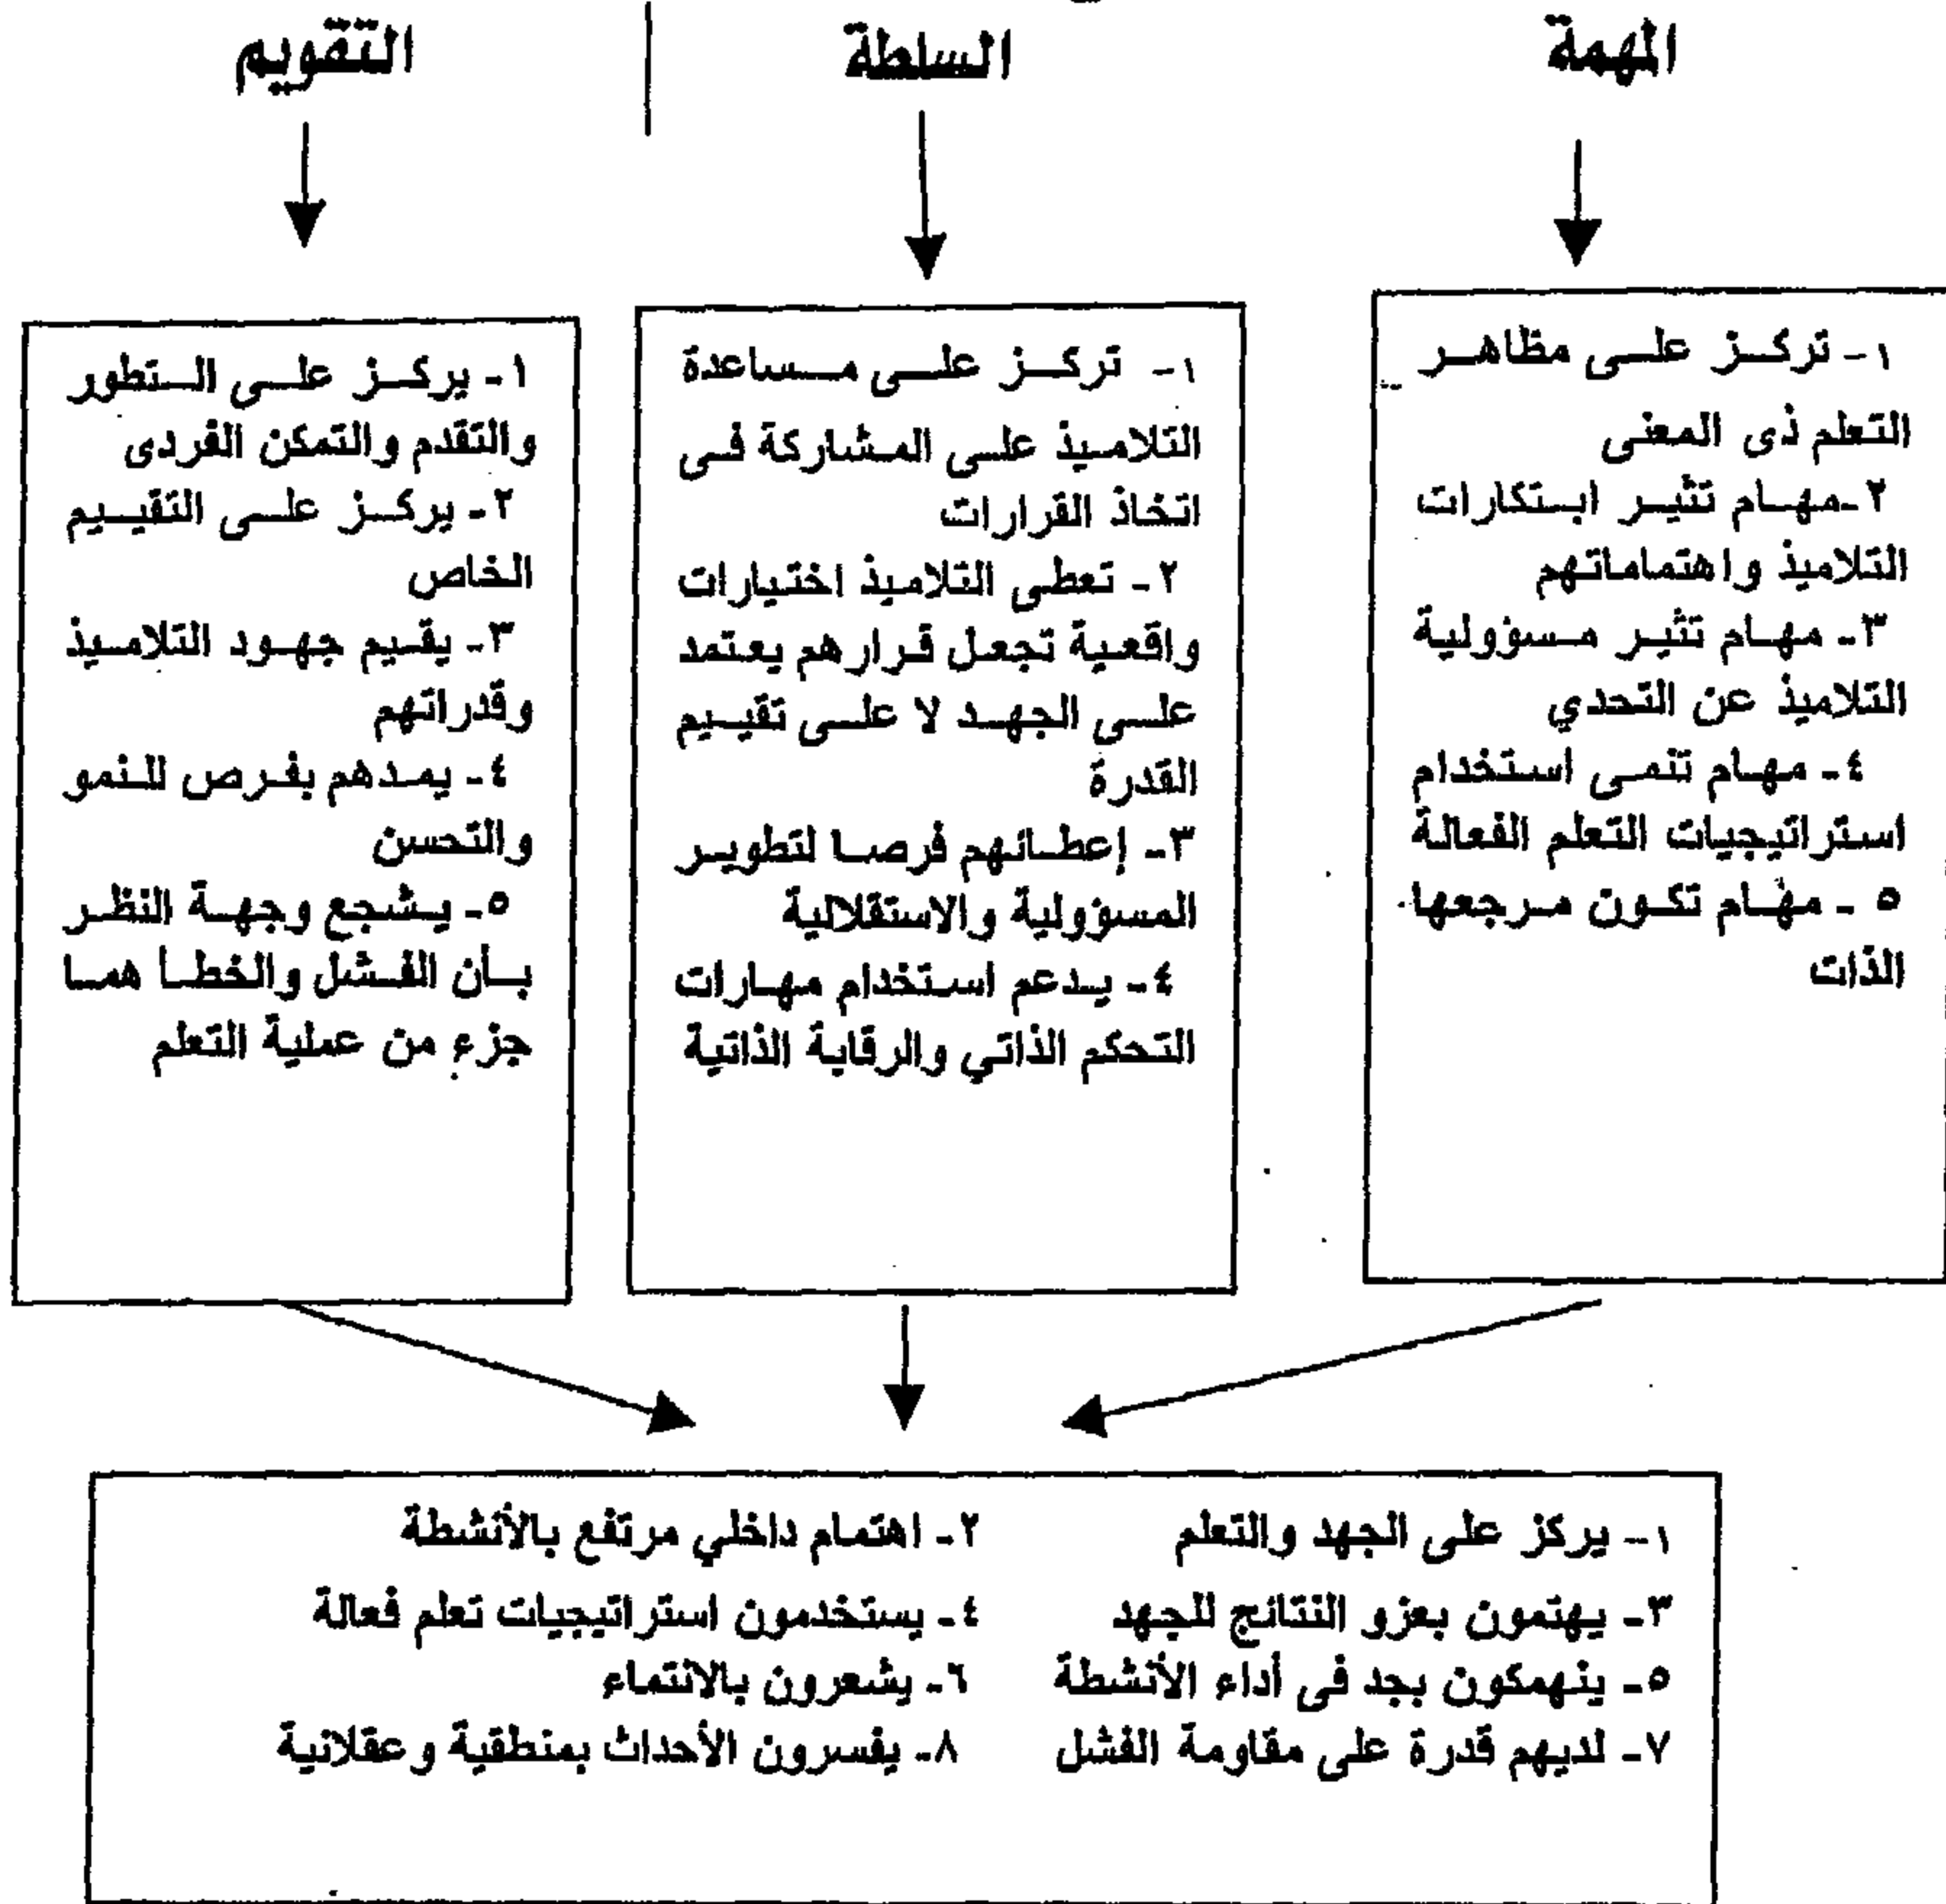 المهمة
السلطة
التقويم
١- تركز على مظاهر
التعلم ذى المعنى
٢- مهام تثير ابتكارات
التلاميذ واهتماماتهم
٣- مهام تثير مسؤولية
التلاميذ عن التحدي
٤- مهام تنمى استخدام
استراتيجيات التعلم الفعالة
٥- مهام تكون مرجعها
الذات
١- تركز على مساعدة
التلاميذ على المشاركة فى
اتخاذ القرارات
٢- تعطى التلاميذ اختيارات
واقعية تجعل قرارهم يعتمد
على الجهد لا على تقييم
القدرة
٣- إعطائهم فرصا لتطوير
المسؤولية والاستقلالية
٤- يدعم استخدام مهارات
التحكم الذاتي والرقابة الذاتية
١- يركز على التطور
والتقدم والتمكن الفردى
٢- يركز على التقييم
الخاص
٣- يقيم جهود التلاميذ
وقدراتهم
٤- يمدهم بفرص للنمو
والتحسن
٥- يشجع وجهة النظر
بأن الفشل والخطأ هما
جزء من عملية التعلم
١- يركز على الجهد والتعلم ٢- اهتمام داخلي مرتفع بالأنشطة
٣- يهتمون بعزو النتائج للجهد ٤- يستخدمون استراتيجيات تعلم فعالة
٥- ينهمكون بجد فى أداء الأنشطة ٦- يشعرون بالانتماء
٧- لديهم قدرة على مقاومة الفشل ٨- يفسرون الأحداث بمنطقية وعقلانية